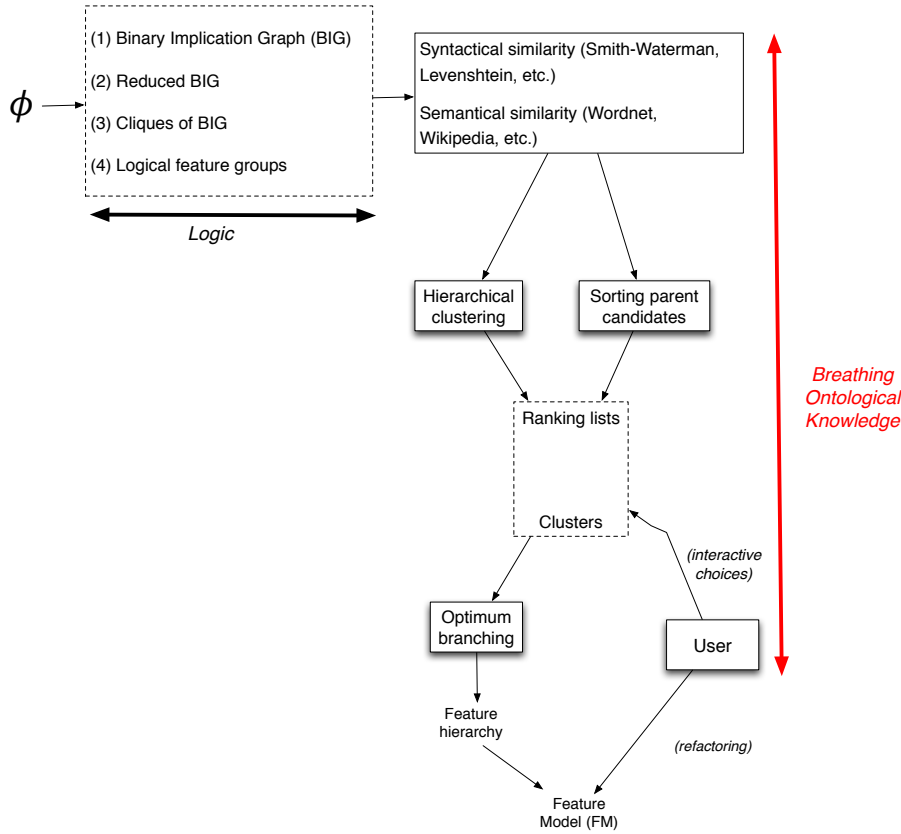 ϕ
(1) Binary Implication Graph (BIG)
(2) Reduced BIG
(3) Cliques of BIG
(4) Logical feature groups
Logic
Syntactical similarity (Smith-Waterman,
Levenshtein, etc.)
Semantical similarity (Wordnet,
Wikipedia, etc.)
Hierarchical
clustering
Sorting parent
candidates
Breathing
Ontological
Knowledge
Ranking lists
Clusters
(interactive
choices)
Optimum
branching
User
Feature
hierarchy
(refactoring)
Feature
Model (FM)